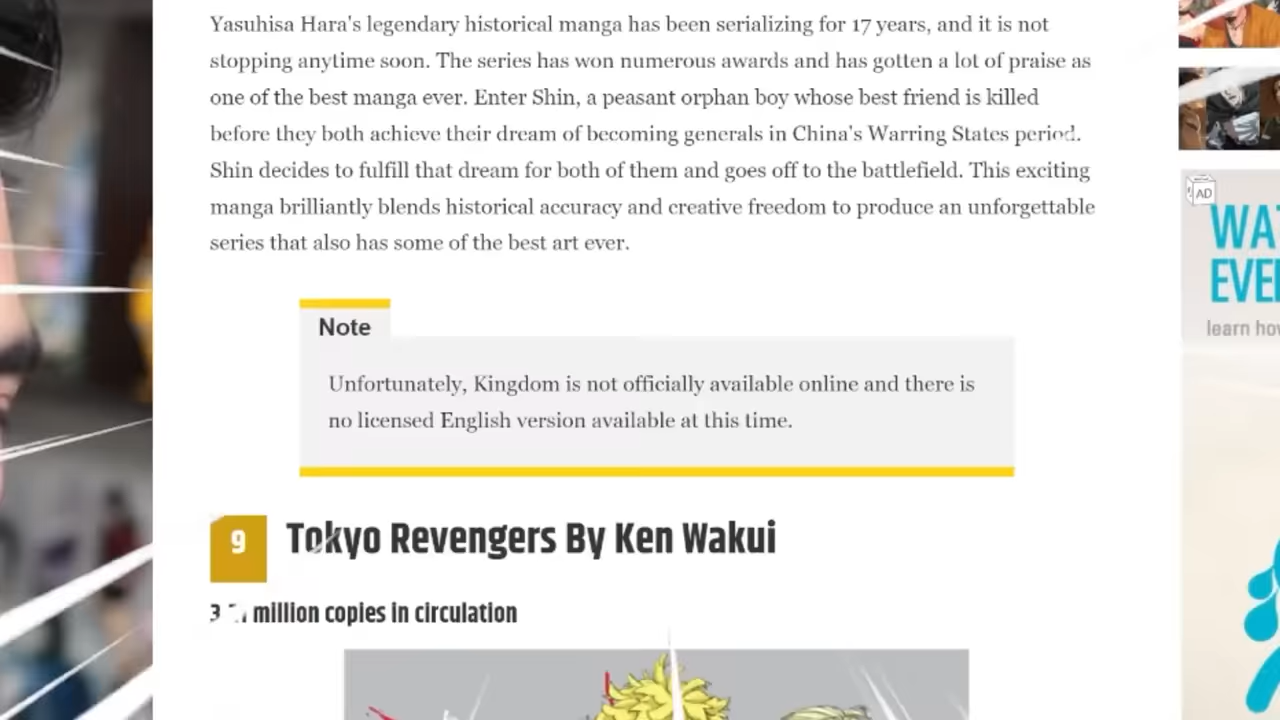 Yasuhisa Hara's legendary historical manga has been serializing for 17 years, and it is not
stopping anytime soon. The series has won numerous awards and has gotten a lot of praise as
one of the best manga ever. Enter Shin, a peasant orphan boy whose best friend is killed
before they both achieve their dream of becoming generals in China's Warring States period.
Shin decides to fulfill that dream for both of them and goes off to the battlefield. This exciting
manga brilliantly blends historical accuracy and creative freedom to produce an unforgettable
series that also has some of the best art ever.
AD
Note
learn how
Unfortunately, Kingdom is not officially available online and there is
no licensed English version available at this time.
9 Tokyo Revengers By Ken Wakui
million copies in circulation